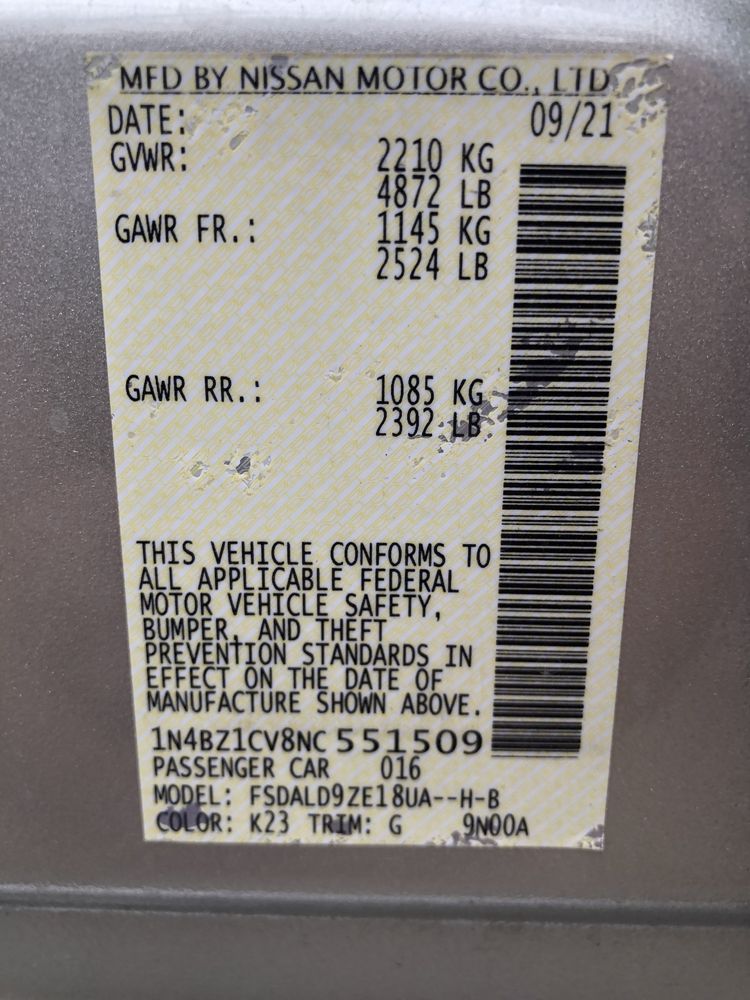 MFD BY NISSAN MOTOR CO., LTD
DATE: 09/21
GVWR: 2210 KG
4872 LB
GAWR FR.: 1145 KG
2524 LB
GAWR RR.: 1085 KG
2392 LB
THIS VEHICLE CONFORMS TO
ALL APPLICABLE FEDERAL
MOTOR VEHICLE SAFETY,
BUMPER, AND THEFT
PREVENTION STANDARDS IN
EFFECT ON THE DATE OF
MANUFACTURE SHOWN ABOVE.
1N4BZ1CV8NC 551509
PASSENGER CAR 016
MODEL: FSDALD9ZE18UA--H-B
COLOR: K23 TRIM: G 9N00A